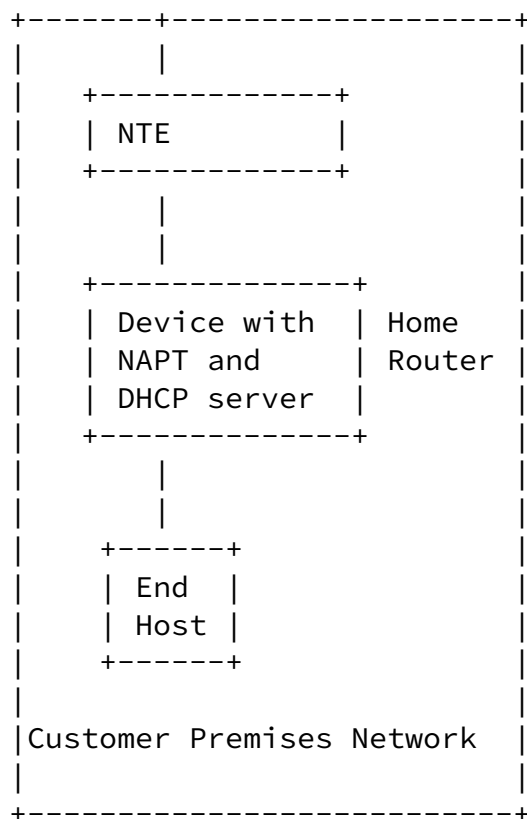 NTE
Device with Home
NAPT and Router
DHCP server
End
Host
Customer Premises Network